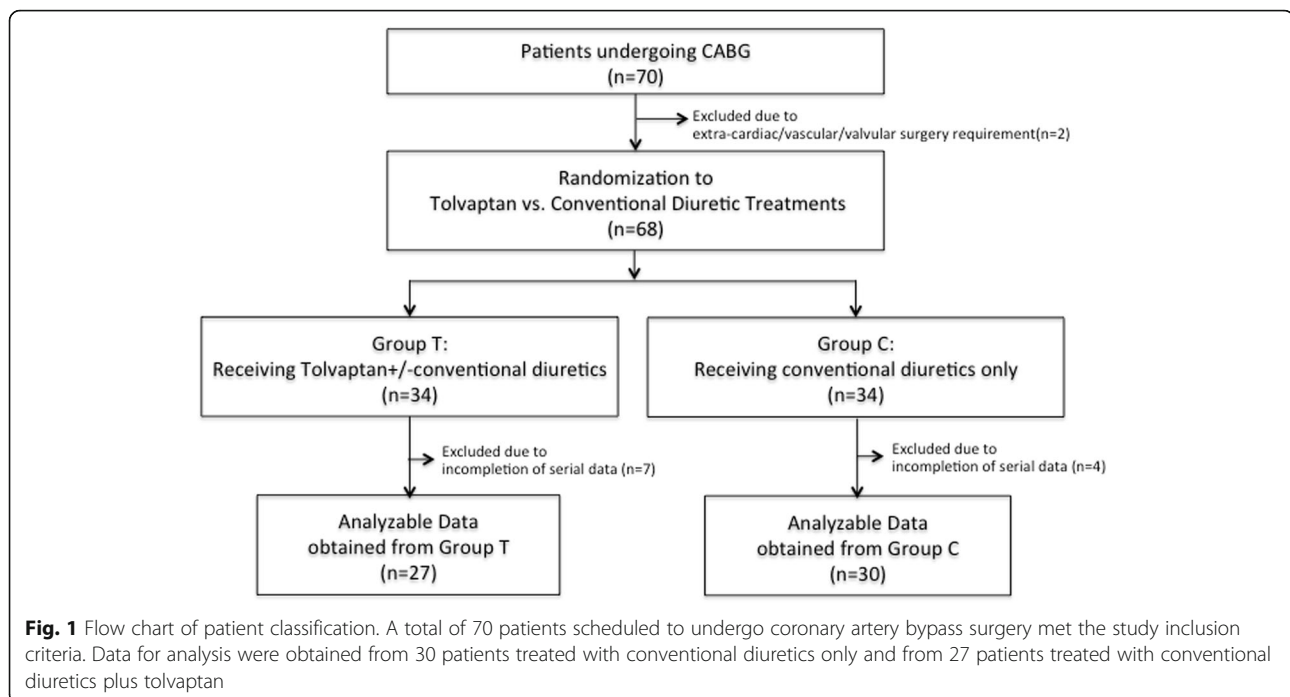 Patients undergoing CABG
(n=70)
Excluded due to
extra-cardiac/vascular/valvular surgery requirement(n=2)
Randomization to
Tolvaptan vs. Conventional Diuretic Treatments
(n=68)
Group T:
Receiving Tolvaptan+/-conventional diuretics
(n=34)
Group C:
Receiving conventional diuretics only
(n=34)
Excluded due to
incompletion of serial data (n=7)
Excluded due to
incompletion of serial data (n=4)
Analyzable Data
obtained from Group T
(n=27)
Analyzable Data
obtained from Group C
(n=30)
Fig. 1 Flow chart of patient classification. A total of 70 patients scheduled to undergo coronary artery bypass surgery met the study inclusion
criteria. Data for analysis were obtained from 30 patients treated with conventional diuretics only and from 27 patients treated with conventional
diuretics plus tolvaptan